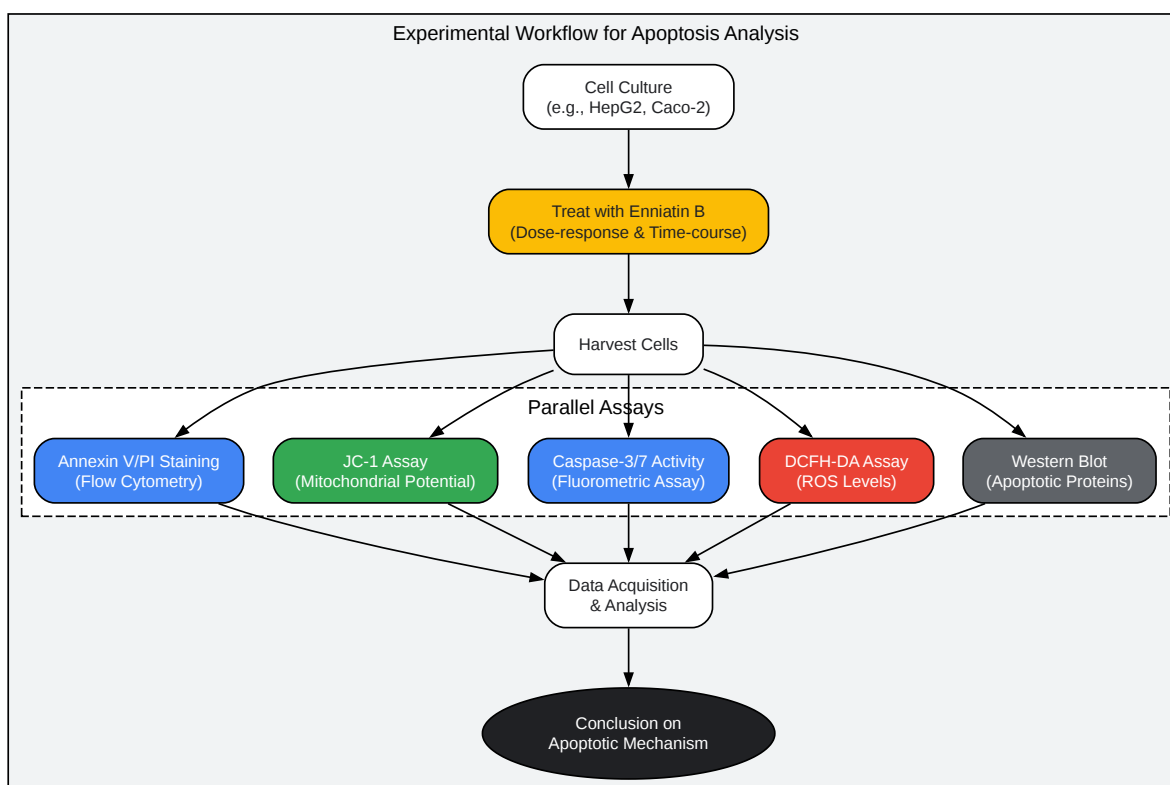 Experimental Workflow for Apoptosis Analysis
Cell Culture
(e.g., HepG2, Caco-2)
Treat with Enniatin B
(Dose-response & Time-course)
Harvest Cells
Parallel Assays
Annexin V/PI Staining
(Flow Cytometry)
JC-1 Assay
(Mitochondrial Potential)
Caspase-3/7 Activity
(Fluorometric Assay)
DCFH-DA Assay
(ROS Levels)
Western Blot
(Apoptotic Proteins)
Data Acquisition
& Analysis
Conclusion on
Apoptotic Mechanism